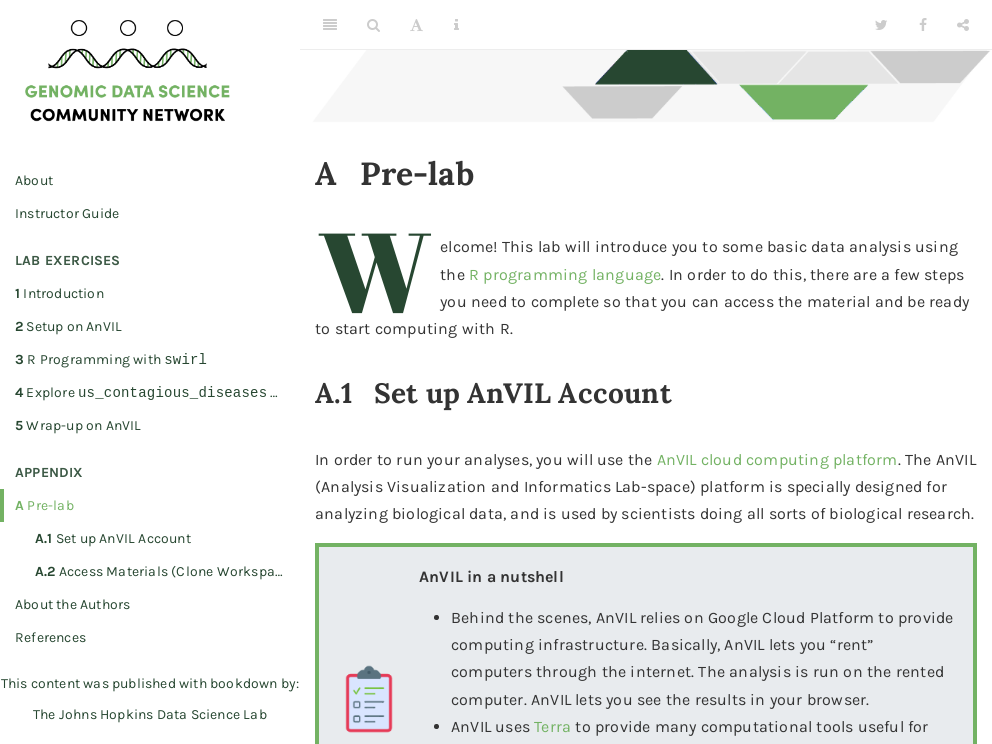 GENOMIC DATA SCIENCE
COMMUNITY NETWORK
About
Instructor Guide
LAB EXERCISES
1 Introduction
2 Setup on AnVIL
3 R Programming with swirl
4 Explore us_contagious_diseases …
5 Wrap-up on AnVIL
APPENDIX
A Pre-lab
A.1 Set up AnVIL Account
A.2 Access Materials (Clone Workspa…
About the Authors
References
This content was published with bookdown by:
The Johns Hopkins Data Science Lab
A Pre-lab
Welcome! This lab will introduce you to some basic data analysis using
the R programming language. In order to do this, there are a few steps
you need to complete so that you can access the material and be ready
to start computing with R.
A.1 Set up AnVIL Account
In order to run your analyses, you will use the AnVIL cloud computing platform. The AnVIL
(Analysis Visualization and Informatics Lab-space) platform is specially designed for
analyzing biological data, and is used by scientists doing all sorts of biological research.
AnVIL in a nutshell
• Behind the scenes, AnVIL relies on Google Cloud Platform to provide
computing infrastructure. Basically, AnVIL lets you “rent”
computers through the internet. The analysis is run on the rented
computer. AnVIL lets you see the results in your browser.
• AnVIL uses Terra to provide many computational tools useful for